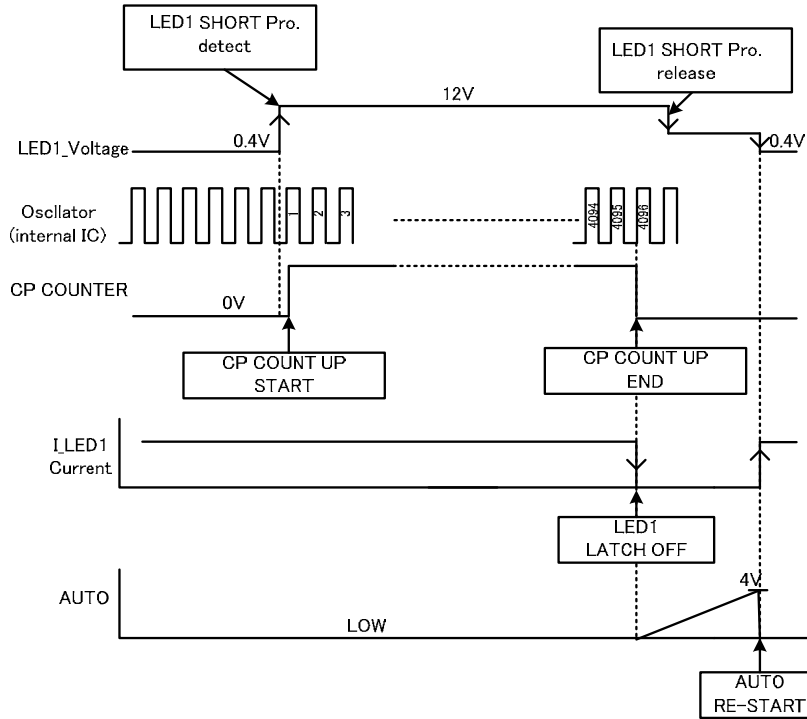 LED1 SHORT Pro.
detect
LED1 SHORT Pro.
release
12V
LED1_Voltage
0.4V
0.4V
Oscllator
(internal IC)
1
2
3
4094
4095
4096
CP COUNTER
0V
CP COUNT UP
START
CP COUNT UP
END
I_LED1
Current
LED1
LATCH OFF
AUTO
LOW
4V
AUTO
RE-START